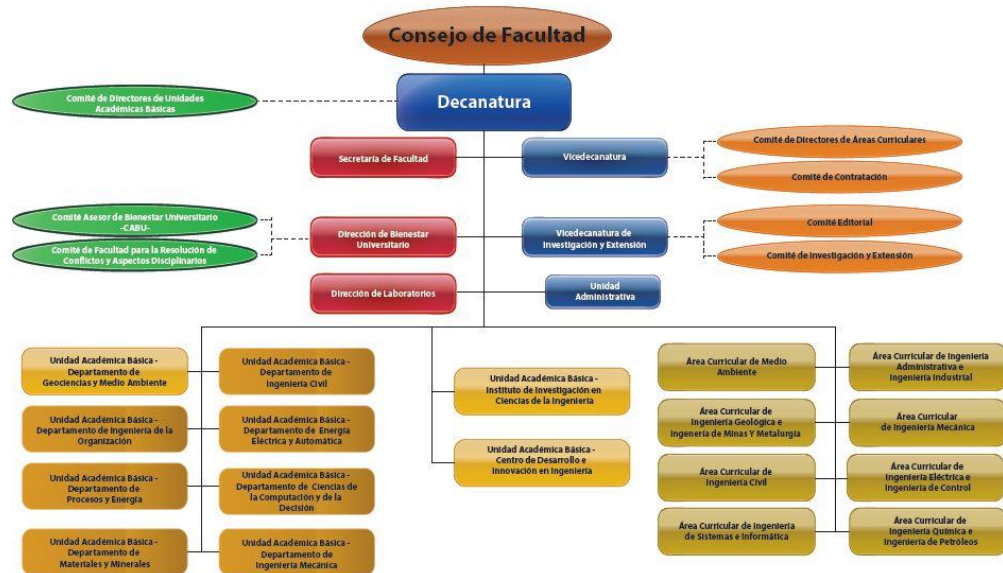 Consejo de Facultad
Decanatura
Comité de Directores de Unidades
Académicas Básicas
Secretaría de Facultad
Vicedecanatura
Comité de Directores de Áreas Curriculares
Comité de Contratación
Comité Asesor de Bienestar Universitario
-CABU-
Comité de Facultad para la Resolución de
Conflictos y Aspectos Disciplinarios
Dirección de Bienestar
Universitario
Vicedecanatura de
Investigación y Extensión
Comité Editorial
Comité de Investigación y Extensión
Dirección de Laboratorios
Unidad
Administrativa
Unidad Académica Básica -
Departamento de
Geociencias y Medio Ambiente
Unidad Académica Básica -
Departamento de
Ingeniería Civil
Unidad Académica Básica -
Departamento de Ingeniería de la
Organización
Unidad Académica Básica -
Departamento de Energía
Eléctrica y Automática
Unidad Académica Básica -
Departamento de
Procesos y Energía
Unidad Académica Básica -
Departamento de Ciencias de
la Computación y de la
Decisión
Unidad Académica Básica -
Departamento de
Materiales y Minerales
Unidad Académica Básica -
Departamento de
Ingeniería Mecánica
Unidad Académica Básica -
Instituto de Investigación en
Ciencias de la Ingeniería
Unidad Académica Básica -
Centro de Desarrollo e
Innovación en Ingeniería
Área Curricular de Medio
Ambiente
Área Curricular de Ingeniería
Administrativa e
Ingeniería Industrial
Área Curricular de
Ingeniería Geológica e
Ingenería de Minas Y Metalurgia
Área Curricular
de Ingeniería Mecánica
Área Curricular de
Ingeniería Civil
Área Curricular de
Ingeniería Eléctrica e
Ingeniería de Control
Área Curricular de Ingeniería
de Sistemas e Informática
Área Curricular de
Ingeniería Química e
Ingeniería de Petróleos